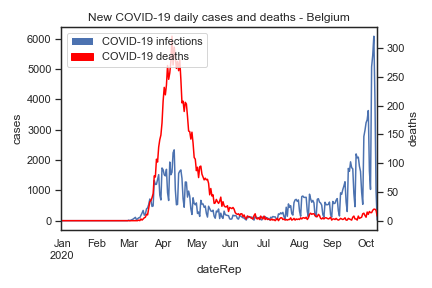 New COVID-19 daily cases and deaths - Belgium
COVID-19 infections
COVID-19 deaths
6000
5000
4000
3000
2000
1000
0
cases
300
250
200
150
100
50
0
deaths
Jan Feb Mar Apr May Jun Jul Aug Sep Oct
2020
dateRep